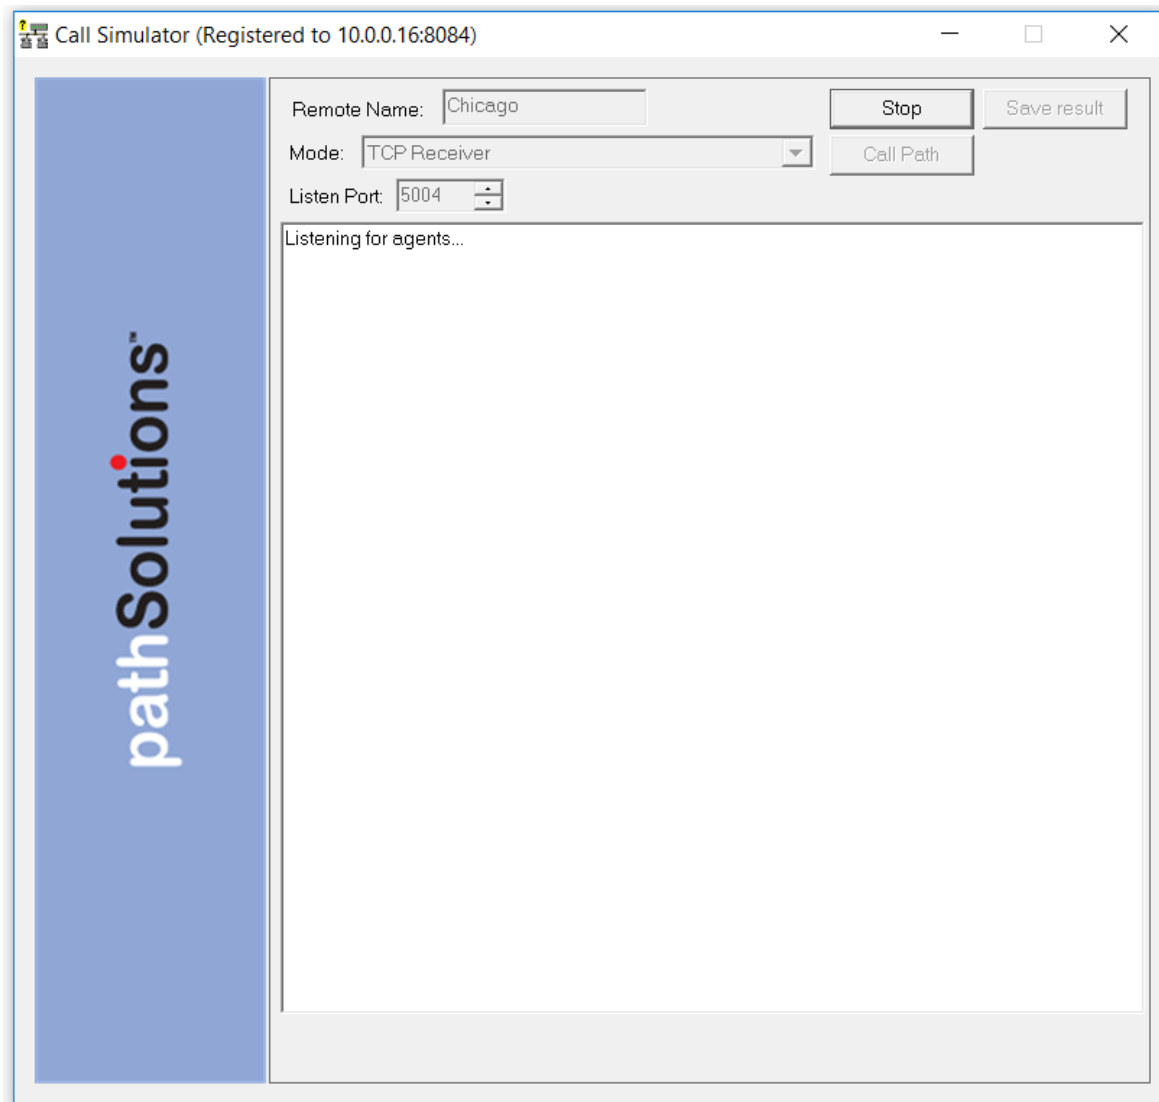 Call Simulator (Registered to 10.0.0.16:8084)
Remote Name: Chicago
Stop
Save result
Mode: TCP Receiver
Call Path
Listen Port: 5004
Listening for agents...
pathSolutions™